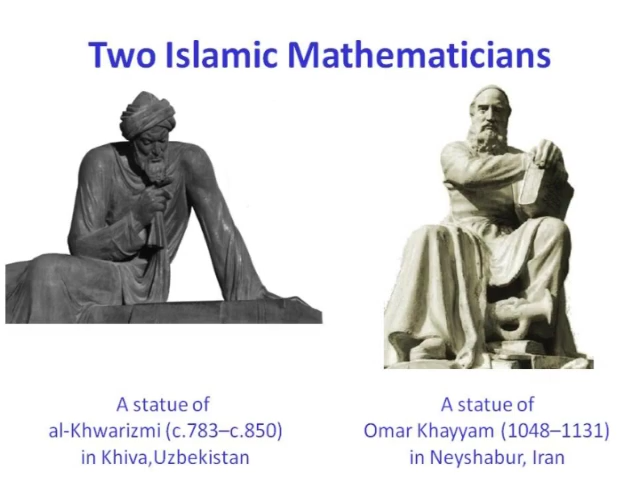 Two Islamic Mathematicians
A statue of
al-Khwarizmi (c.783–c.850)
in Khiva,Uzbekistan
A statue of
Omar Khayyam (1048–1131)
in Neyshabur, Iran